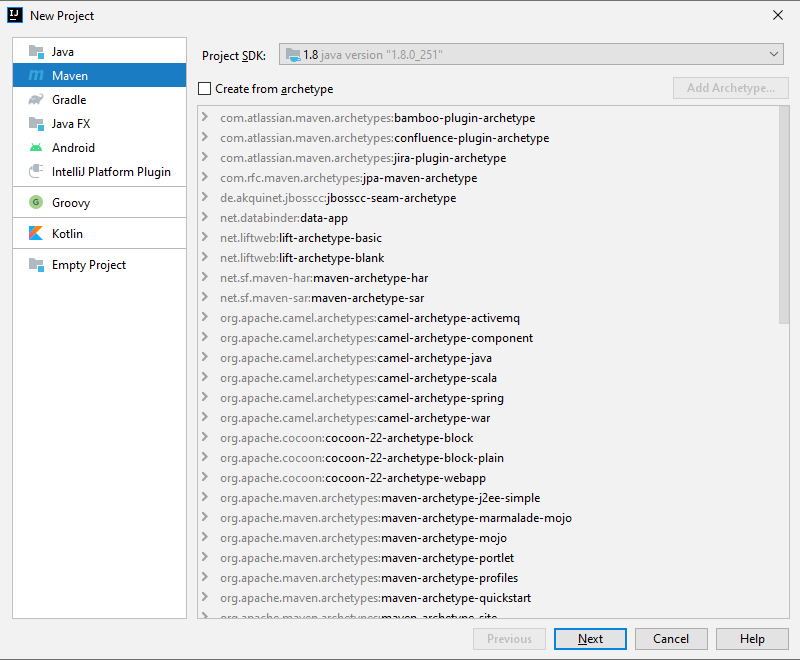 New Project
Java
Maven
Gradle
Java FX
Android
IntelliJ Platform Plugin
Groovy
Kotlin
Empty Project
Project SDK: 1.8 java version "1.8.0_251"
Create from archetype
Add Archetype...
com.atlassian.maven.archetypes:bamboo-plugin-archetype
com.atlassian.maven.archetypes:confluence-plugin-archetype
com.atlassian.maven.archetypes:jira-plugin-archetype
com.rfc.maven.archetypes:jpa-maven-archetype
de.akquinet.jbosscc:jbosscc-seam-archetype
net.databinder:data-app
net.liftweb:lift-archetype-basic
net.liftweb:lift-archetype-blank
net.sf.maven-har:maven-archetype-har
net.sf.maven-sar:maven-archetype-sar
org.apache.camel.archetypes:camel-archetype-activemq
org.apache.camel.archetypes:camel-archetype-component
org.apache.camel.archetypes:camel-archetype-java
org.apache.camel.archetypes:camel-archetype-scala
org.apache.camel.archetypes:camel-archetype-spring
org.apache.camel.archetypes:camel-archetype-war
org.apache.cocoon:cocoon-22-archetype-block
org.apache.cocoon:cocoon-22-archetype-block-plain
org.apache.cocoon:cocoon-22-archetype-webapp
org.apache.maven.archetypes:maven-archetype-j2ee-simple
org.apache.maven.archetypes:maven-archetype-marmalade-mojo
org.apache.maven.archetypes:maven-archetype-mojo
org.apache.maven.archetypes:maven-archetype-portlet
org.apache.maven.archetypes:maven-archetype-profiles
org.apache.maven.archetypes:maven-archetype-quickstart
org.apache.maven.archetypes:maven-archetype-site
Previous
Next
Cancel
Help